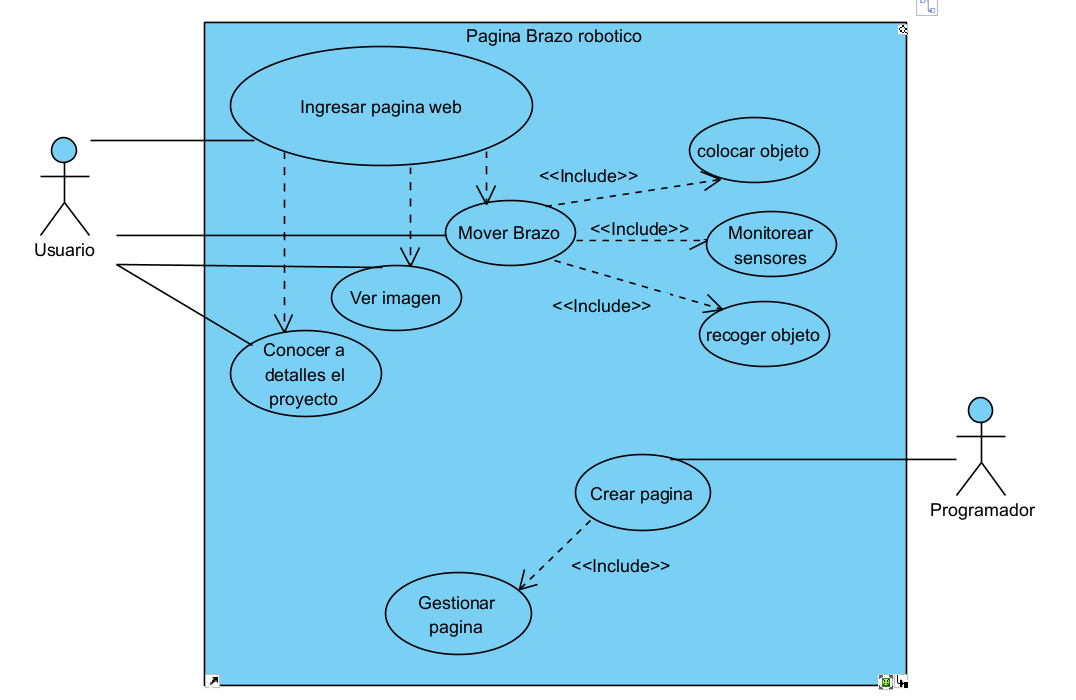 Pagina Brazo robotico
Ingresar pagina web
colocar objeto
<<Include>>
Mover Brazo
<<Include>>
Monitorear
sensores
Usuario
Ver imagen
<<Include>>
recoger objeto
Conocer a
detalles el
proyecto
Crear pagina
Programador
<<Include>>
Gestionar
pagina